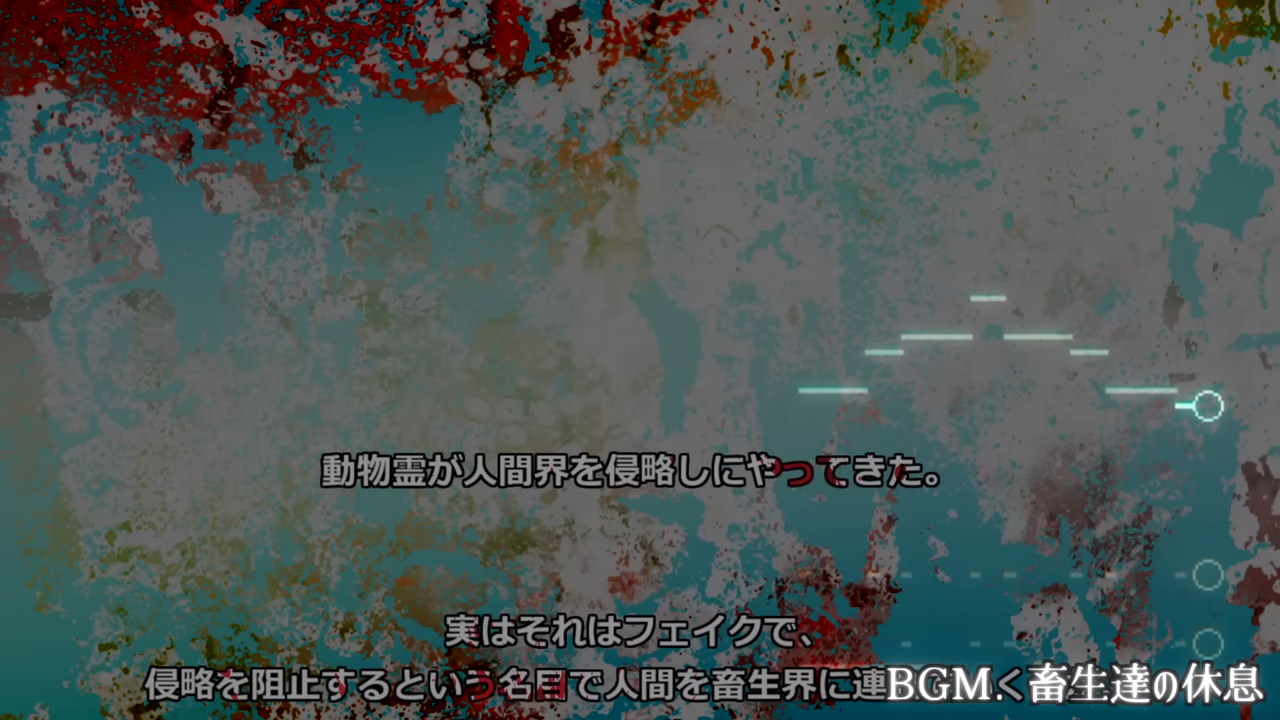 動物霊が人間界を侵略しにやってきた。
実はそれはフェイクで、
侵略を阻止するという名目で人間を畜生界に連
く
BGM. 畜生達の休息